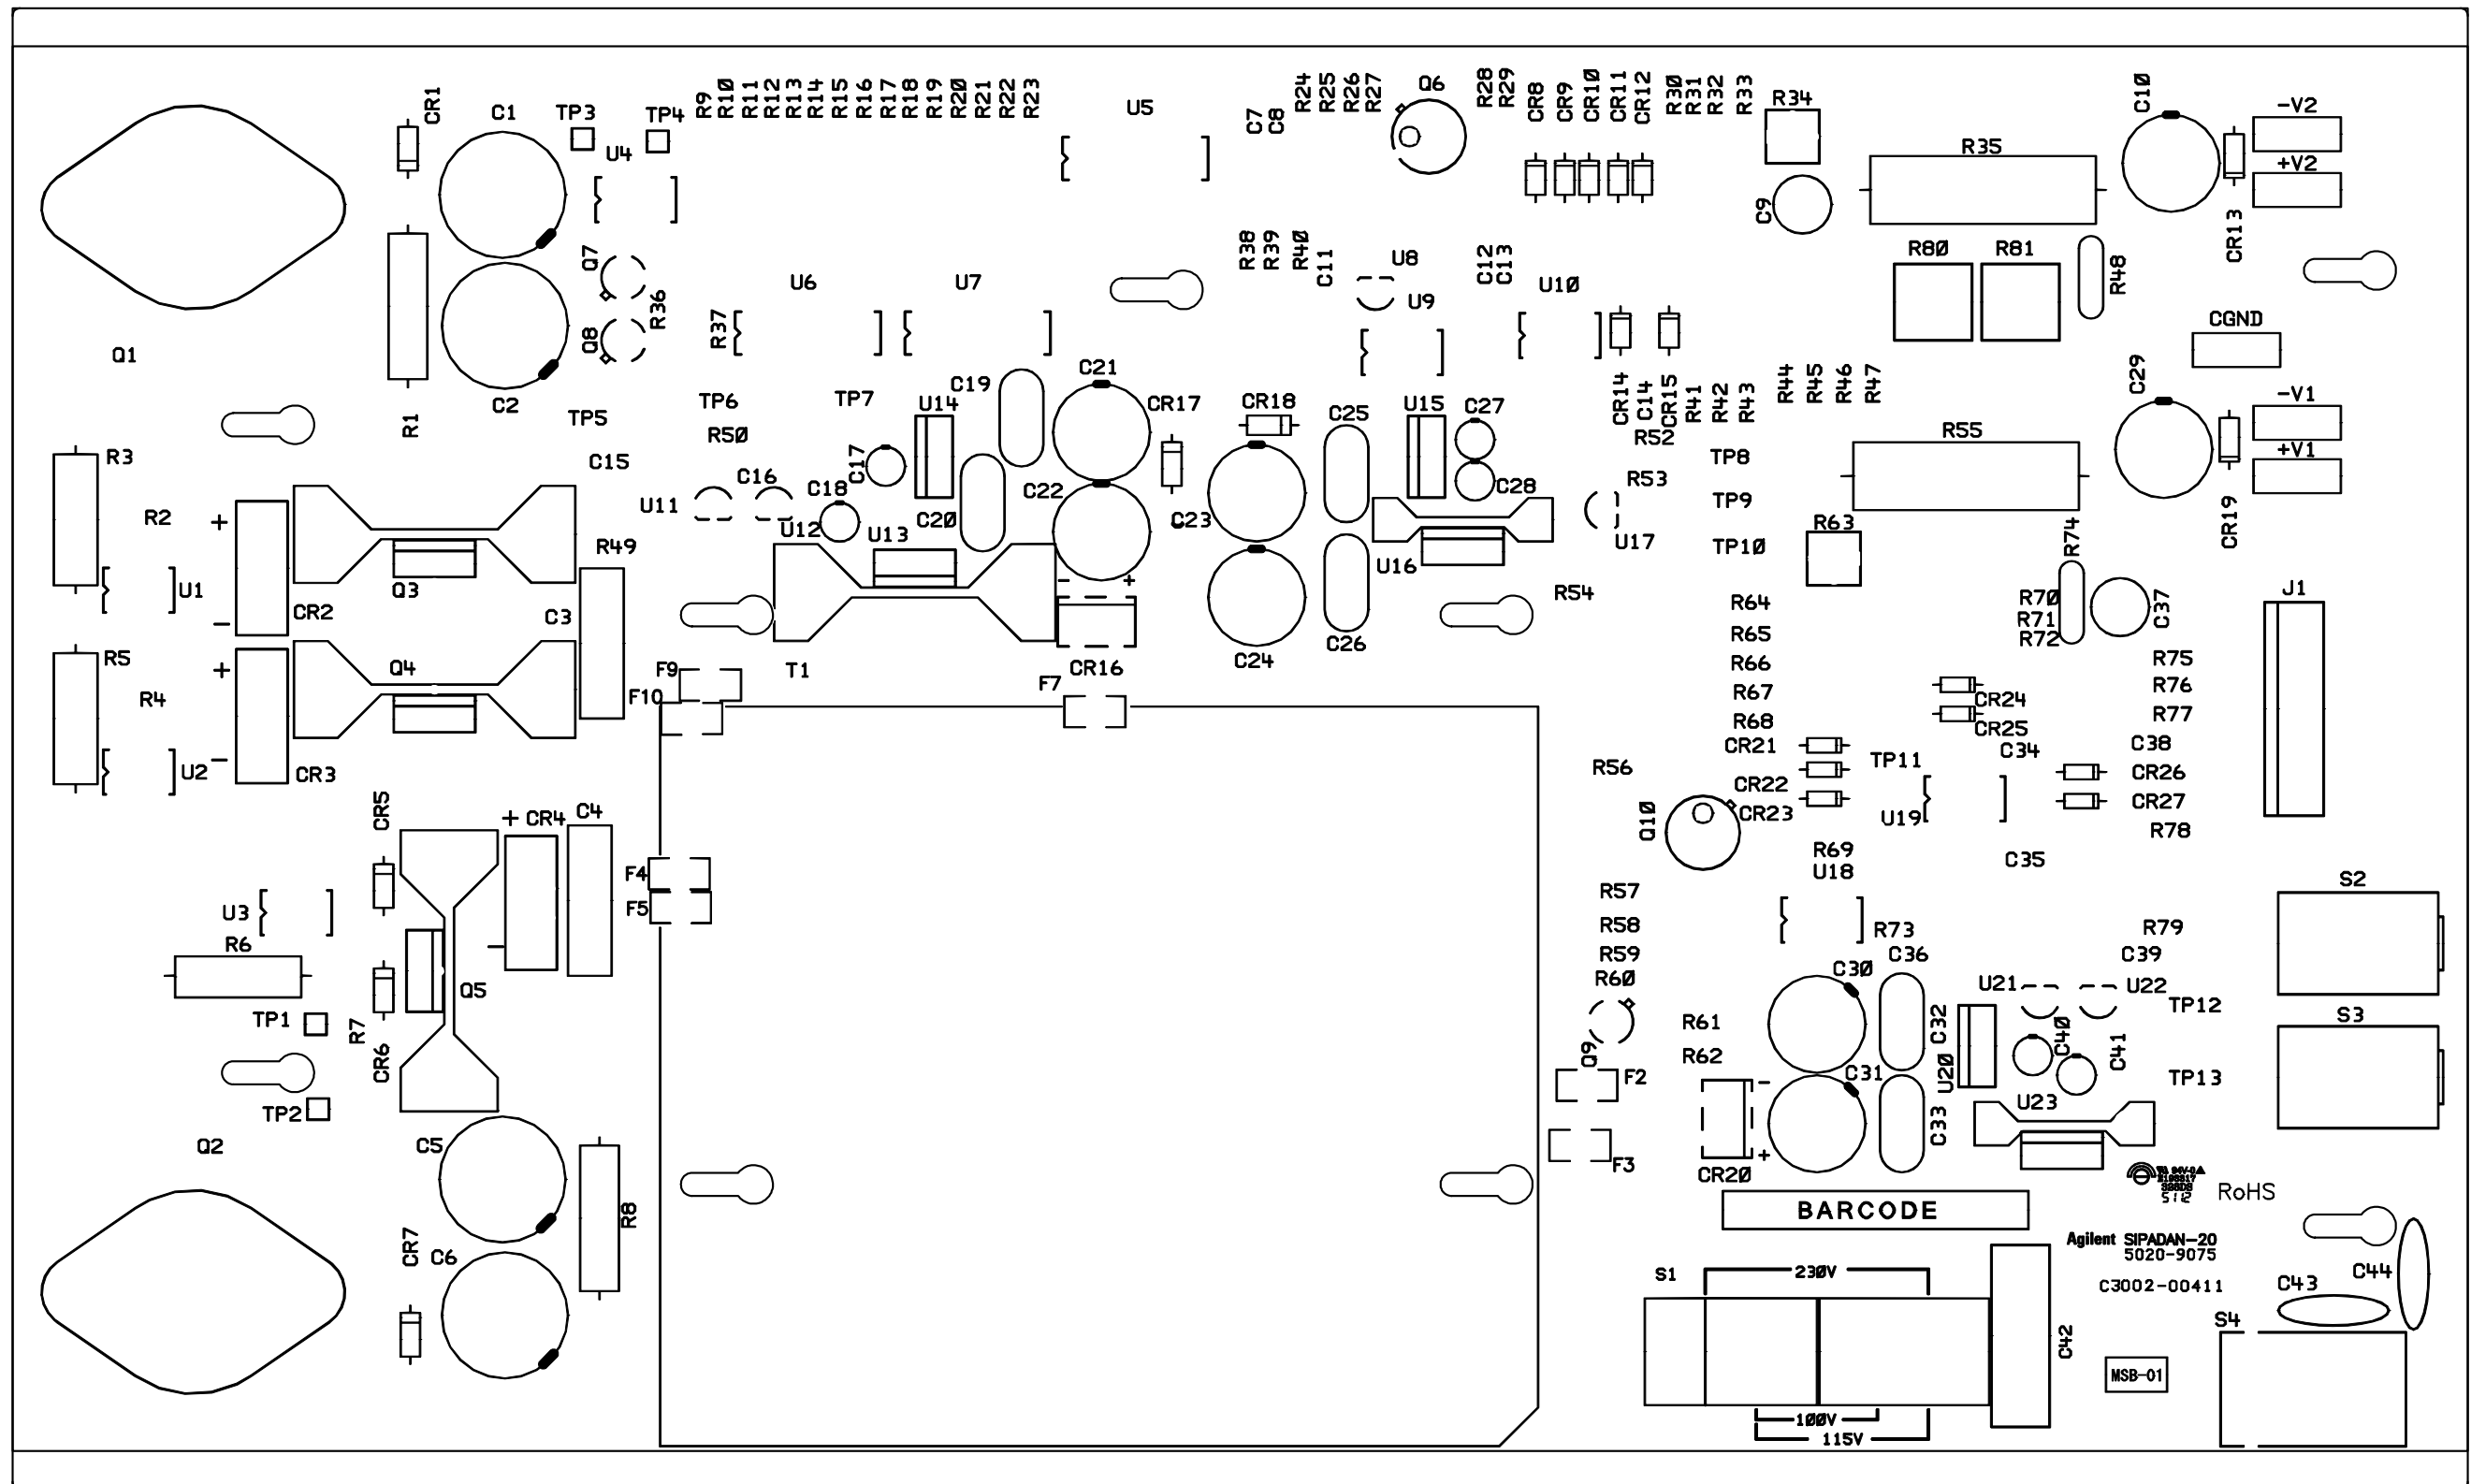 CR1
C1
TP3
TP4
U4
R9
R10
R11
R12
R13
R14
R15
R16
R17
R18
R19
R20
R21
R22
R23
U5
C7
C8
R24
R25
R26
R27
Q6
R28
R29
CR8
CR9
CR10
CR11
CR12
R30
R31
R32
R33
R34
C9
R35
C10
-V2
+V2
CR13
Q7
Q8
R36
R37
U6
U7
R38
R39
R40
C11
U8
U9
C12
C13
U10
R80
R81
R48
CGND
Q1
R1
C2
TP5
TP6
TP7
R50
C19
C21
U14
CR17
CR18
C25
U15
C27
CR14
C14
CR15
R41
R42
R43
R44
R45
R46
R47
R52
R55
C29
-V1
+V1
CR19
R3
R2
+
U1
-
CR2
Q3
C15
R49
C3
U11
C16
C18
C17
U12
U13
C20
C22
C23
- +
CR16
C24
C26
C28
U16
R53
U17
R54
TP8
TP9
TP10
R63
R74
R64
R65
R66
R67
R68
R70
R71
R72
C37
J1
R75
R76
R77
R5
R4
+
U2
-
CR3
Q4
F9
F10
T1
F7
CR24
CR25
CR21
CR22
CR23
TP11
C34
C38
CR26
CR27
R78
R56
Q10
U19
R69
U18
C35
CR5
+ CR4
C4
F4
F5
U3
R6
-
Q5
TP1
R7
CR6
TP2
Q2
C5
CR7
C6
R8
R57
R58
R59
R60
Q9
R61
R62
F2
F3
R73
C36
C30
C31
C32
C33
-
+
CR20
U20
U21
U22
C40
C41
U23
R79
C39
TP12
TP13
S2
S3
94V-0
5112
RoHS
BARCODE
Agilent SIPADAN-20
5020-9075
C3002-00411
S1
230V
100V
115V
C42
C43
C44
S4
MSB-01